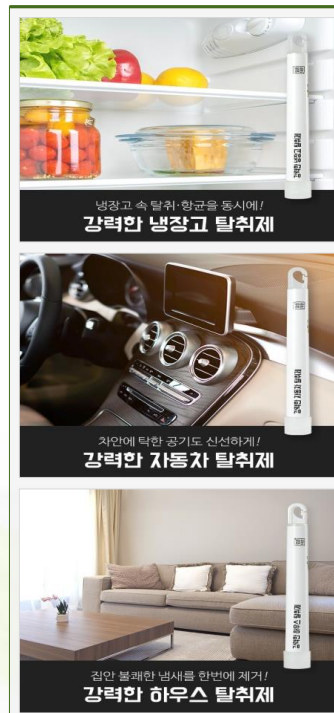 냉장고 속 탈취·항균을 동시에!
강력한 냉장고 탈취제
차안에 탁한 공기도 신선하게!
강력한 자동차 탈취제
집안 불쾌한 냄새를 한번에 제거!
강력한 하우스 탈취제